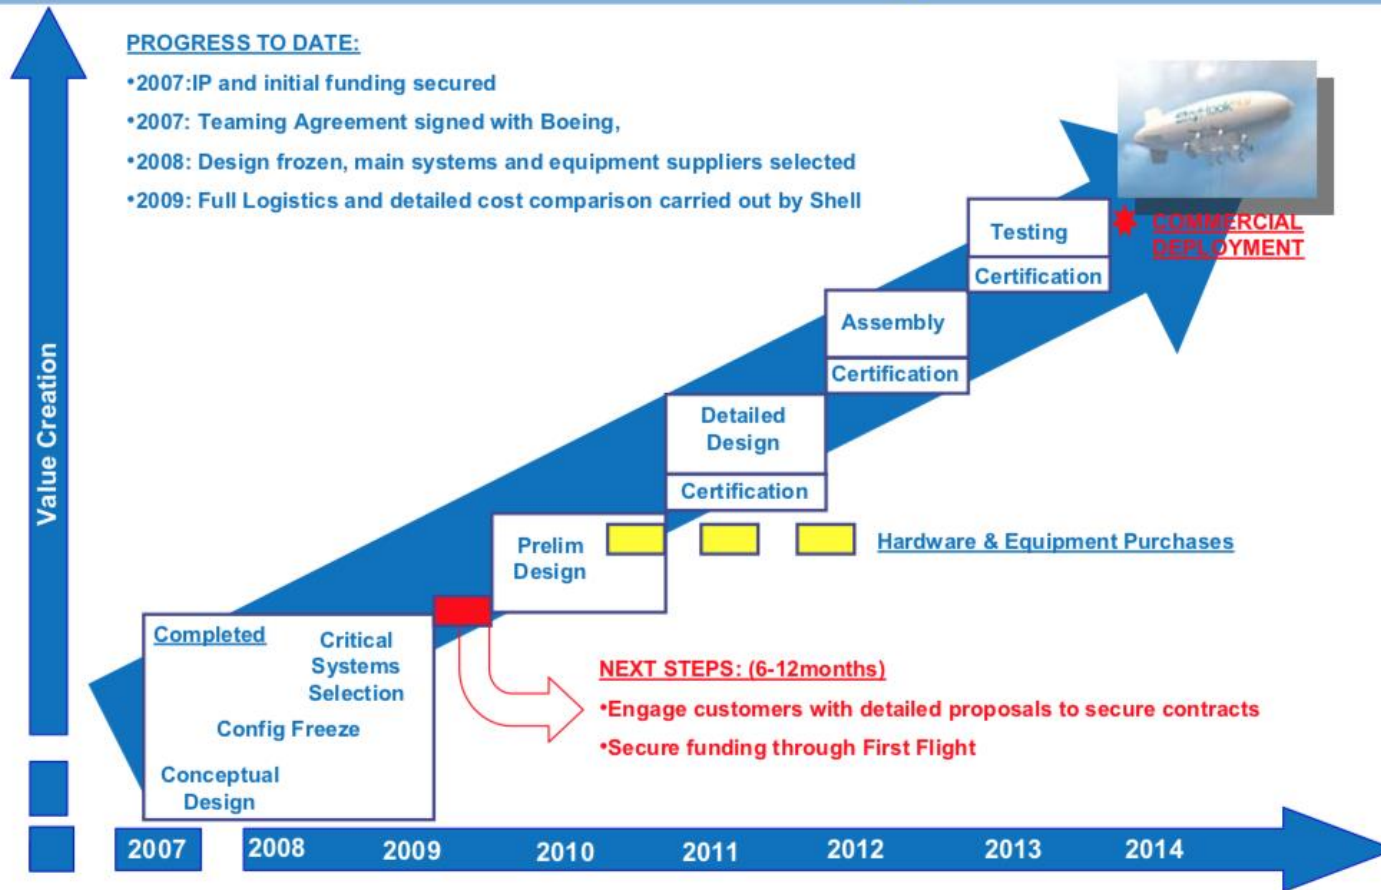 PROGRESS TO DATE:
•2007:IP and initial funding secured
•2007: Teaming Agreement signed with Boeing,
•2008: Design frozen, main systems and equipment suppliers selected
•2009: Full Logistics and detailed cost comparison carried out by Shell
COMMERCIAL
DEPLOYMENT
Testing
Certification
Assembly
Certification
Detailed
Design
Certification
Hardware & Equipment Purchases
Prelim
Design
Completed
Critical
Systems
Selection
Config Freeze
Conceptual
Design
NEXT STEPS: (6-12months)
•Engage customers with detailed proposals to secure contracts
•Secure funding through First Flight
Value Creation
2007 2008 2009 2010 2011 2012 2013 2014